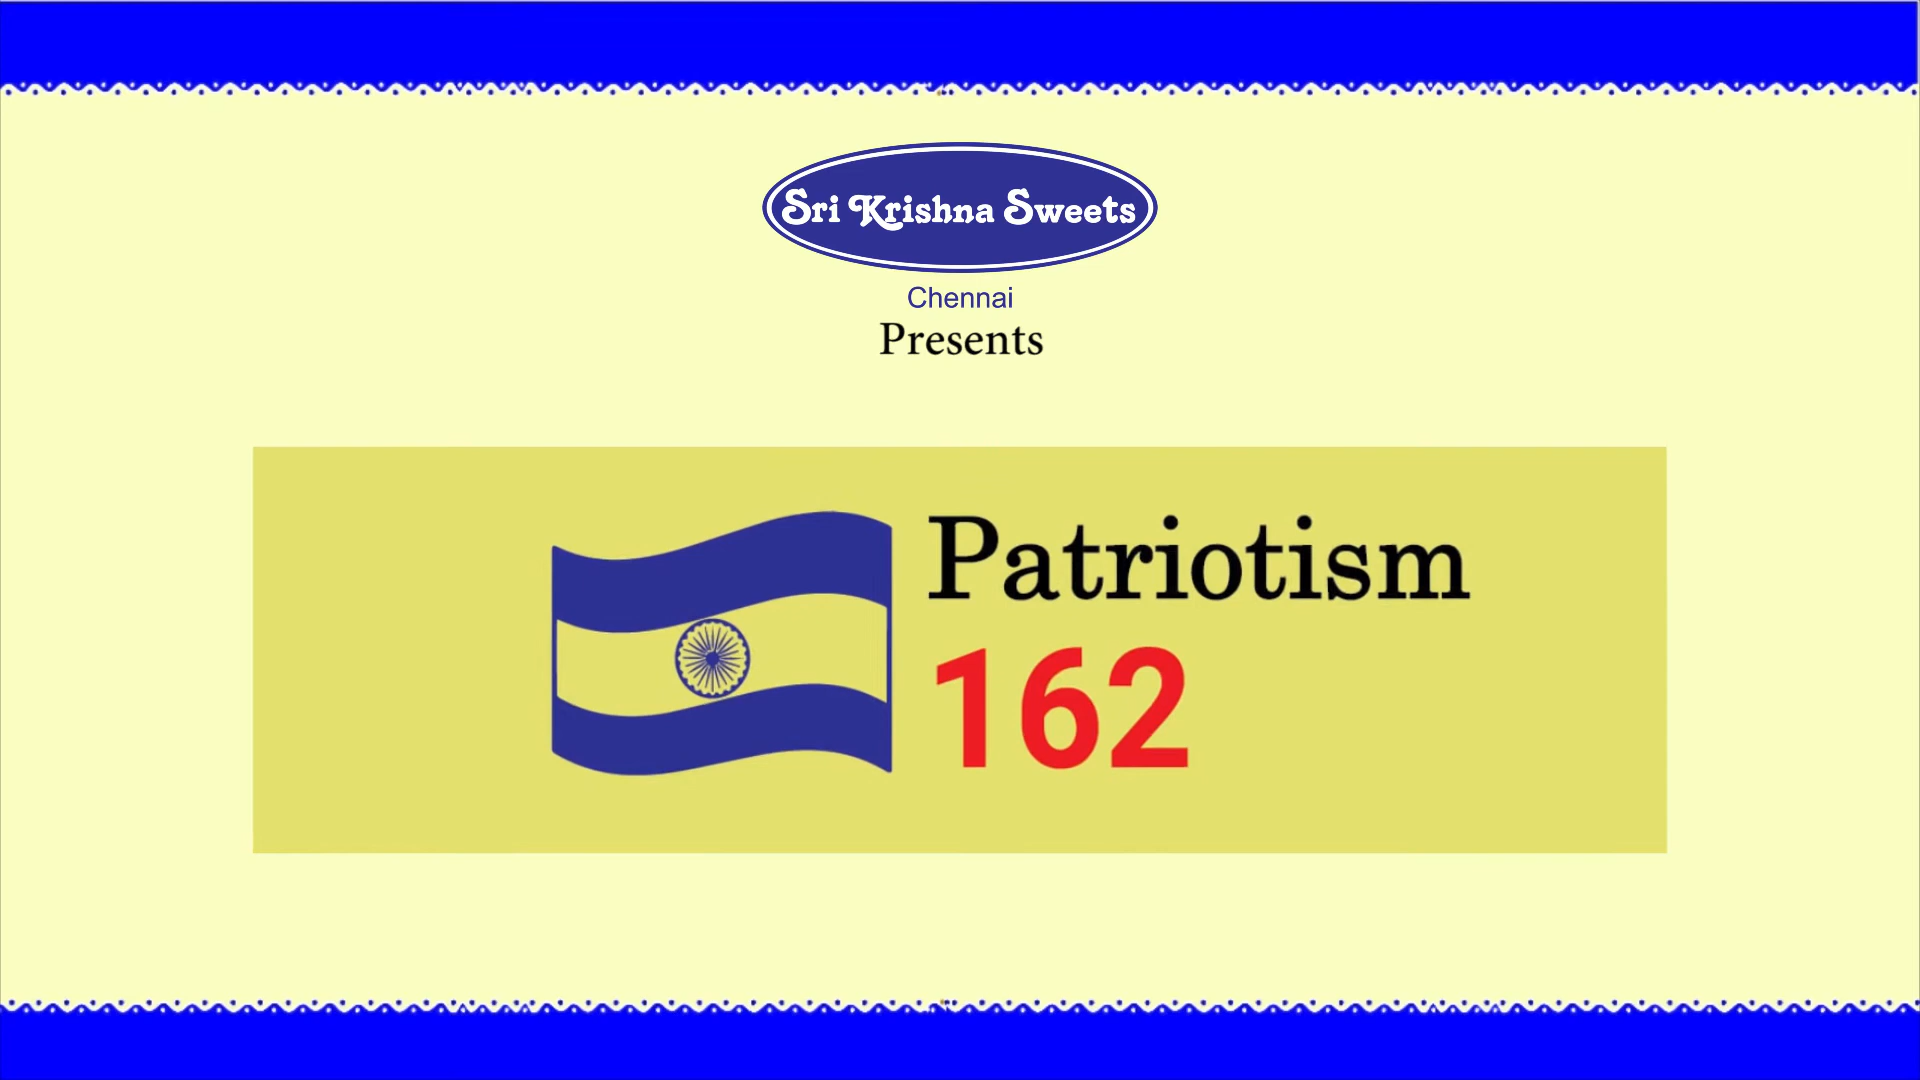 Sri Krishna Sweets
Chennai
Presents
Patriotism
162